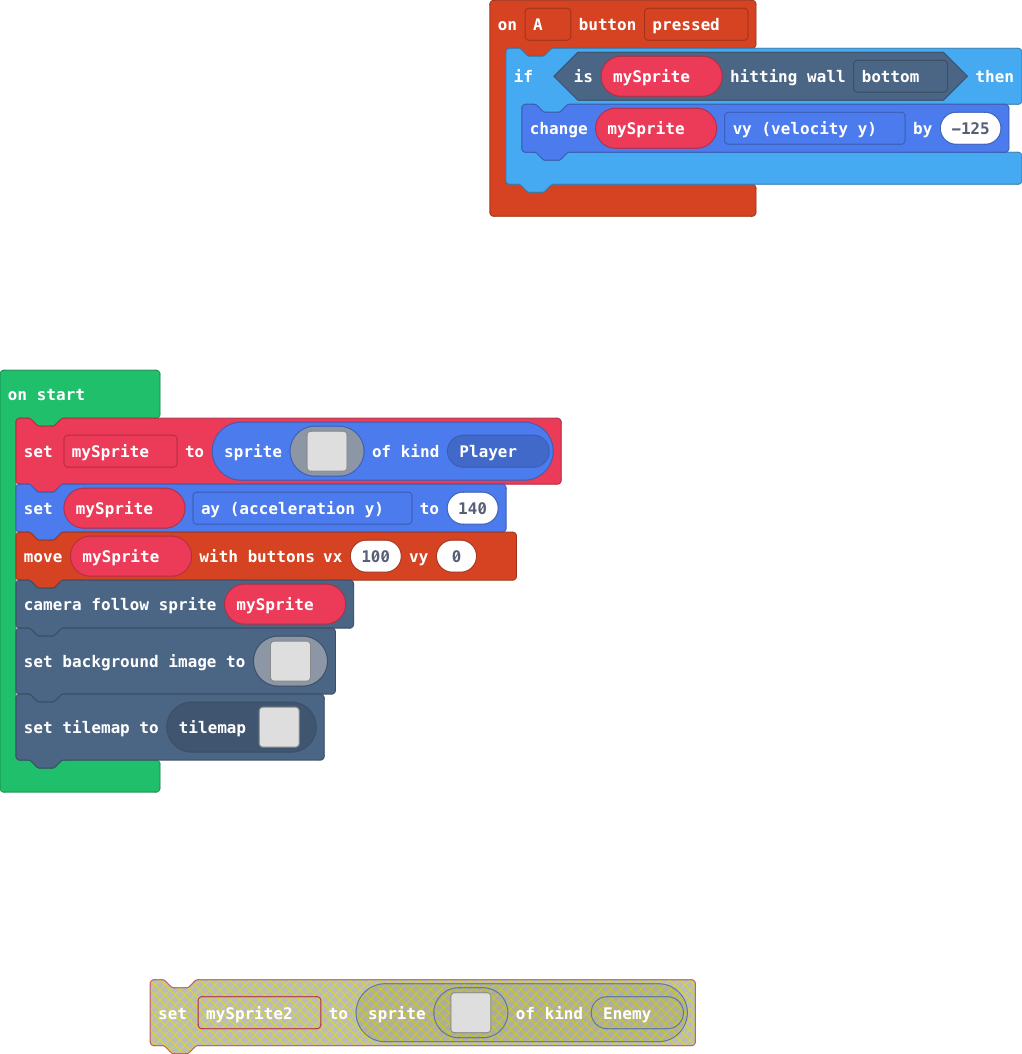 on A button pressed
if is mySprite hitting wall bottom then
change mySprite vy (velocity y) by -125
on start
set mySprite to sprite of kind Player
set mySprite ay (acceleration y) to 140
move mySprite with buttons vx 100 vy 0
camera follow sprite mySprite
set background image to
set tilemap to tilemap
set mySprite2 to sprite of kind Enemy